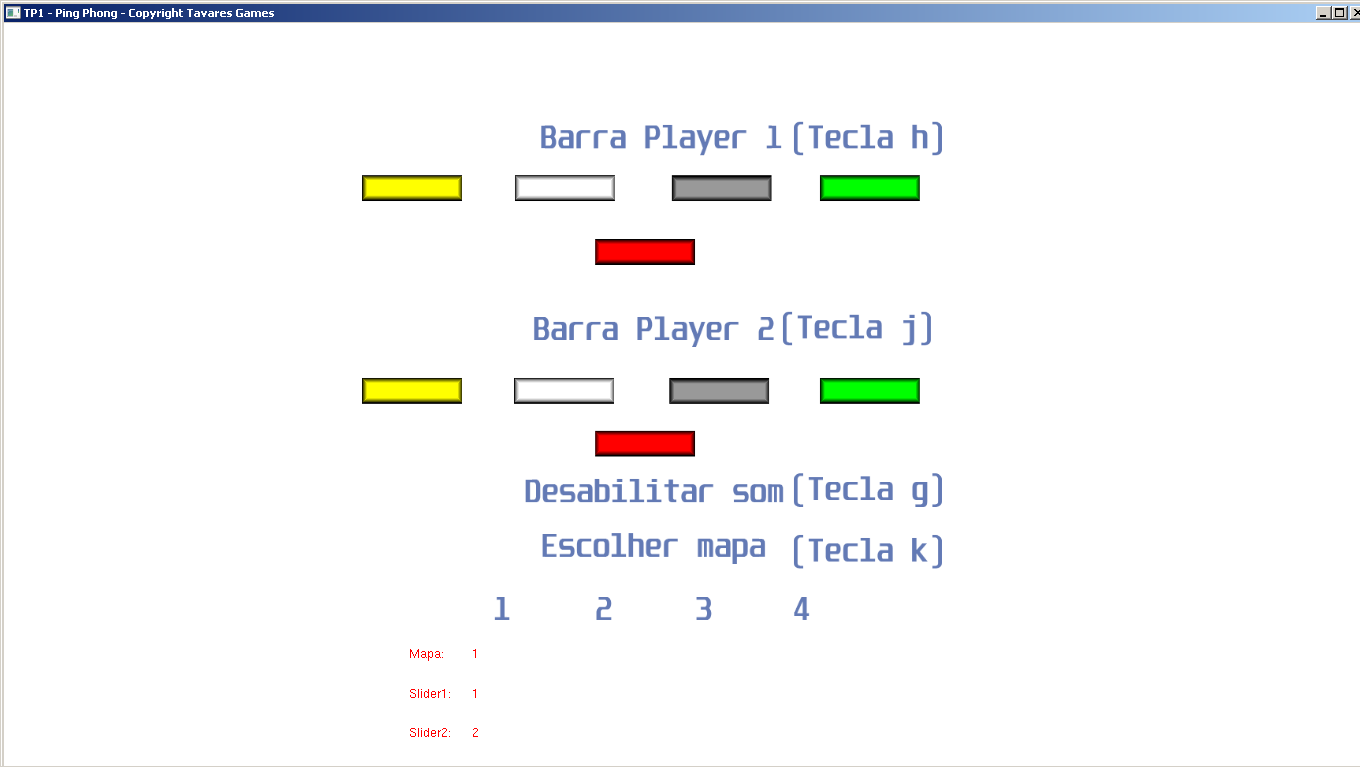 TP1 - Ping Phong - Copyright Tavares Games
Barra Player 1 (Tecla h)
Barra Player 2 (Tecla j)
Desabilitar som (Tecla g)
Escolher mapa (Tecla k)
1 2 3 4
Mapa: 1
Slider1: 1
Slider2: 2